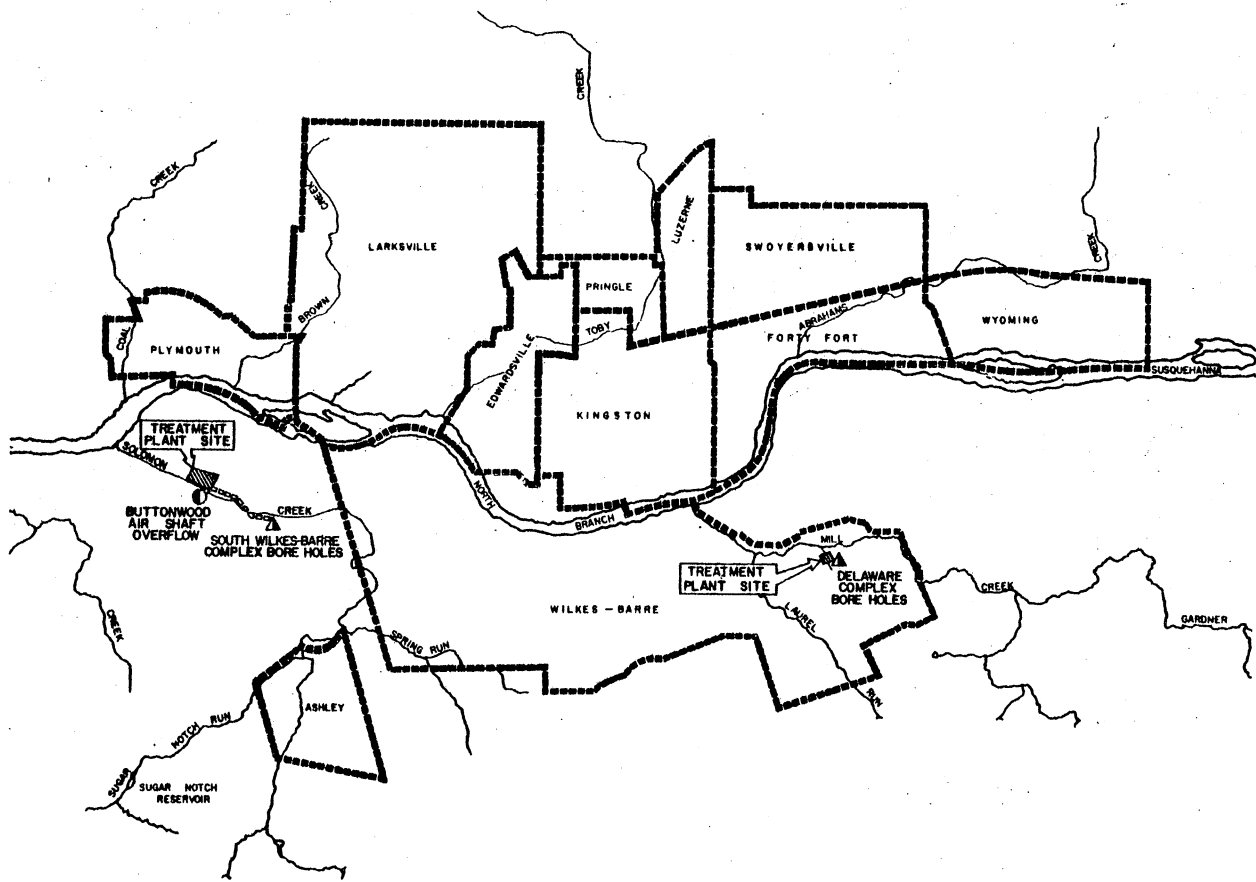 CREEK
CREEK
CREEK
CREEK
LUZERNE
LARKSVILLE
SWOYERSVILLE
CREEK
PRINGLE
BROWN
ABRAHAMS
WYOMING
COAL
TOBY
PLYMOUTH
FORTY FORT
EDWARDSVILLE
SUSQUEHANNA
KINGSTON
TREATMENT
PLANT SITE
SOLOMON
NORTH
BRANCH
CREEK
BUTTONWOOD
AIR SHAFT
OVERFLOW
SOUTH WILKES-BARRE
COMPLEX BORE HOLES
MILL
TREATMENT
PLANT SITE
DELAWARE
COMPLEX
BORE HOLES
CREEK
WILKES-BARRE
LAUREL
RUN
GARDNER
CREEK
SPRING RUN
ASHLEY
SUGAR NOTCH RUN
SUGAR NOTCH
RESERVOIR